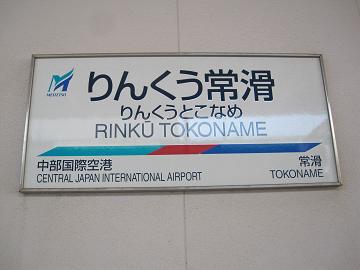 MEITETSU
りんくう常滑
りんくうとこなめ
RINKŪ TOKONAME
中部国際空港
CENTRAL JAPAN INTERNATIONAL AIRPORT
常滑
TOKONAME